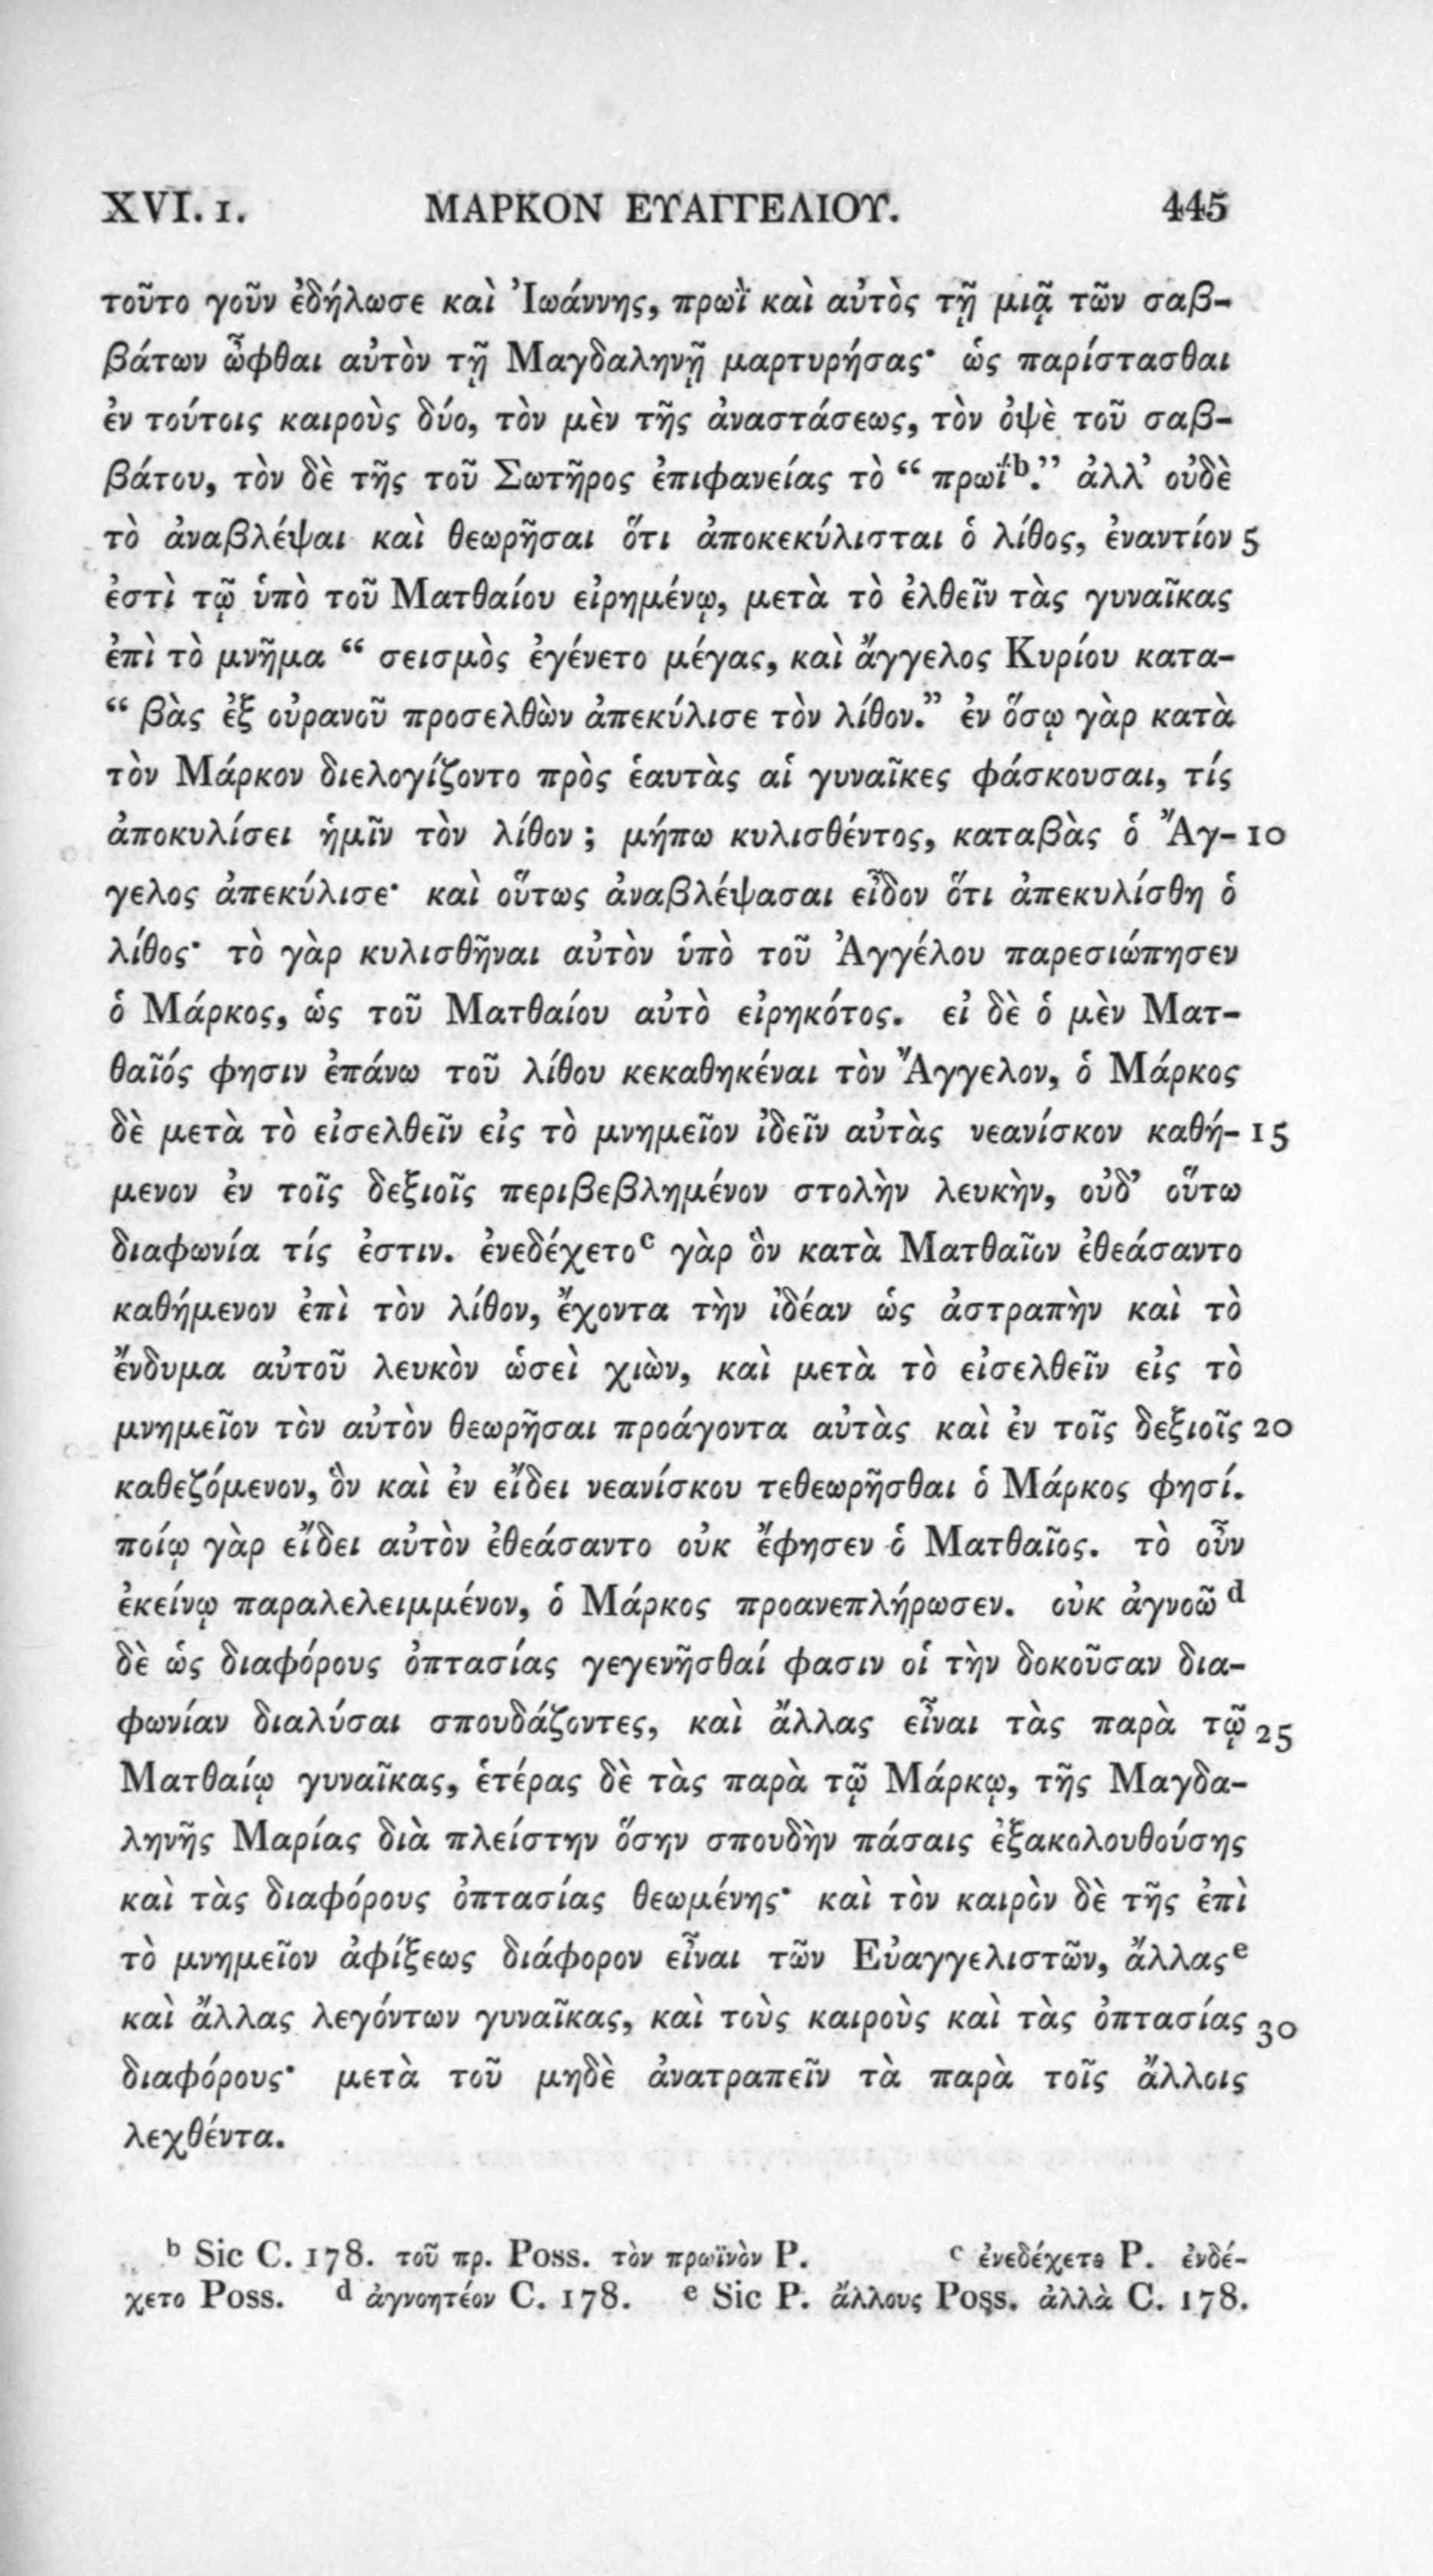 XVI. 1. ΜΑΡΚΟΝ ΕΥΑΓΓΕΛΙΟΥ. 445
τοῦτο γοῦν ἐδήλωσε καὶ Ἰωάννης, πρωῒ καὶ αὐτὸς τῇ μιᾷ τῶν σαβ-
βάτων ὦφθαι αὐτὸν τῇ Μαγδαληνῇ μαρτυρήσας· ὡς παρίστασθαι
ἐν τούτοις καιροὺς δύο, τὸν μὲν τῆς ἀναστάσεως, τὸν ὀψὲ τοῦ σαβ-
βάτου, τὸν δὲ τῆς τοῦ Σωτῆρος ἐπιφανείας τὸ “ πρωΐb.” ἀλλ’ οὐδὲ
τὸ ἀναβλέψαι καὶ θεωρῆσαι ὅτι ἀποκεκύλισται ὁ λίθος, ἐναντίον 5
ἐστὶ τῷ ὑπὸ τοῦ Ματθαίου εἰρημένῳ, μετὰ τὸ ἐλθεῖν τὰς γυναῖκας
ἐπὶ τὸ μνῆμα “ σεισμὸς ἐγένετο μέγας, καὶ ἄγγελος Κυρίου κατα-
“ βὰς ἐξ οὐρανοῦ προσελθὼν ἀπεκύλισε τὸν λίθον.” ἐν ὅσῳ γὰρ κατὰ
τὸν Μάρκον διελογίζοντο πρὸς ἑαυτὰς αἱ γυναῖκες φάσκουσαι, τίς
ἀποκυλίσει ἡμῖν τὸν λίθον ; μήπω κυλισθέντος, καταβὰς ὁ Ἄγ- 10
γελος ἀπεκύλισε· καὶ οὕτως ἀναβλέψασαι εἶδον ὅτι ἀπεκυλίσθη ὁ
λίθος· τὸ γὰρ κυλισθῆναι αὐτὸν ὑπὸ τοῦ Ἀγγέλου παρεσιώπησεν
ὁ Μάρκος, ὡς τοῦ Ματθαίου αὐτὸ εἰρηκότος. εἰ δὲ ὁ μὲν Ματ-
θαῖός φησιν ἐπάνω τοῦ λίθου κεκαθηκέναι τὸν Ἄγγελον, ὁ Μάρκος
δὲ μετὰ τὸ εἰσελθεῖν εἰς τὸ μνημεῖον ἰδεῖν αὐτὰς νεανίσκον καθή- 15
μενον ἐν τοῖς δεξιοῖς περιβεβλημένον στολὴν λευκὴν, οὐδ’ οὕτω
διαφωνία τίς ἐστιν. ἐνεδέχετοc γὰρ ὃν κατὰ Ματθαῖον ἐθεάσαντο
καθήμενον ἐπὶ τὸν λίθον, ἔχοντα τὴν ἰδέαν ὡς ἀστραπὴν καὶ τὸ
ἔνδυμα αὐτοῦ λευκὸν ὡσεὶ χιὼν, καὶ μετὰ τὸ εἰσελθεῖν εἰς τὸ
μνημεῖον τὸν αὐτὸν θεωρῆσαι προάγοντα αὐτὰς καὶ ἐν τοῖς δεξιοῖς 20
καθεζόμενον, ὃν καὶ ἐν εἴδει νεανίσκου τεθεωρῆσθαι ὁ Μάρκος φησί.
ποίῳ γὰρ εἴδει αὐτὸν ἐθεάσαντο οὐκ ἔφησεν ὁ Ματθαῖος. τὸ οὖν
ἐκείνῳ παραλελειμμένον, ὁ Μάρκος προανεπλήρωσεν. οὐκ ἀγνοῶ d
δὲ ὡς διαφόρους ὀπτασίας γεγενῆσθαί φασιν οἱ τὴν δοκοῦσαν δια-
φωνίαν διαλύσαι σπουδάζοντες, καὶ ἄλλας εἶναι τὰς παρὰ τῷ 25
Ματθαίῳ γυναῖκας, ἑτέρας δὲ τὰς παρὰ τῷ Μάρκῳ, τῆς Μαγδα-
ληνῆς Μαρίας διὰ πλείστην ὅσην σπουδὴν πάσαις ἐξακολουθούσης
καὶ τὰς διαφόρους ὀπτασίας θεωμένης· καὶ τὸν καιρὸν δὲ τῆς ἐπὶ
τὸ μνημεῖον ἀφίξεως διάφορον εἶναι τῶν Εὐαγγελιστῶν, ἄλλαςe
καὶ ἄλλας λεγόντων γυναῖκας, καὶ τοὺς καιροὺς καὶ τὰς ὀπτασίας 30
διαφόρους· μετὰ τοῦ μηδὲ ἀνατραπεῖν τὰ παρὰ τοῖς ἄλλοις
λεχθέντα.
b Sic C. 178. τοῦ πρ. Poss. τὸν πρωϊνὸν P. c ἐνεδέχετο P. ἐνδέ-
χετο Poss. d ἀγνοητέον C. 178. e Sic P. ἄλλους Poss. ἀλλὰ C. 178.